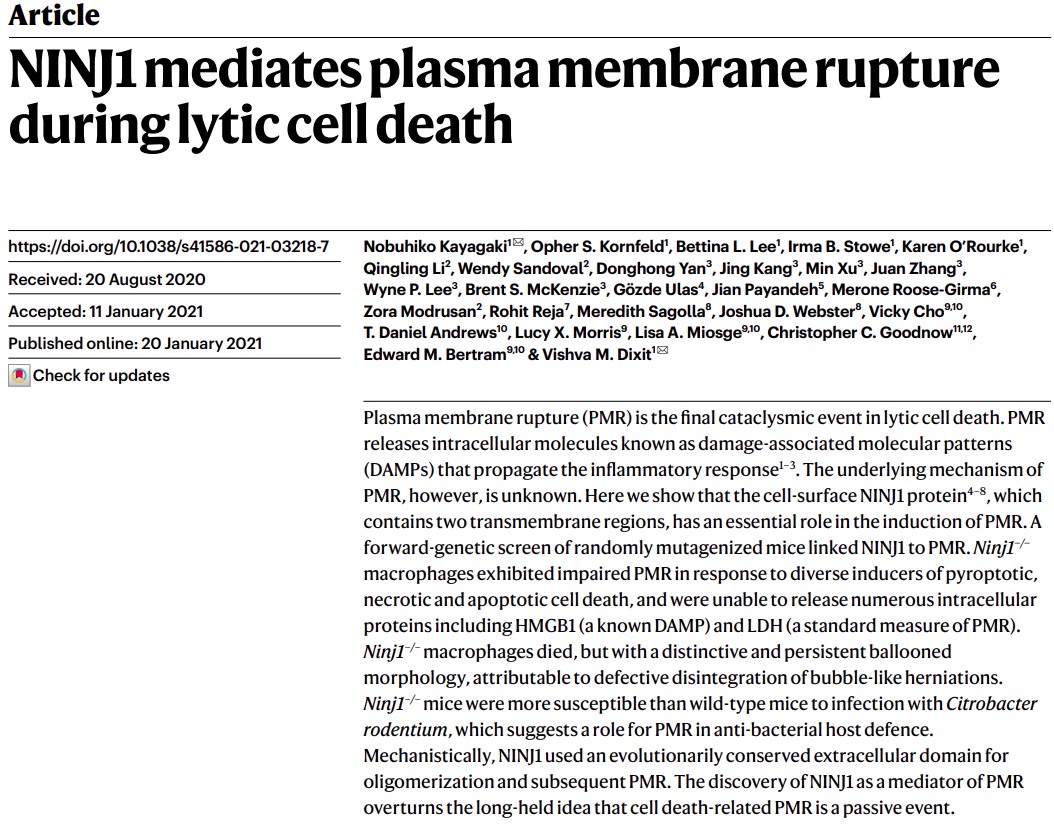 Article
NINJ1 mediates plasma membrane rupture
during lytic cell death
https://doi.org/10.1038/s41586-021-03218-7
Received: 20 August 2020
Accepted: 11 January 2021
Published online: 20 January 2021
Check for updates
Nobuhiko Kayagaki¹✉, Opher S. Kornfeld¹, Bettina L. Lee¹, Irma B. Stowe¹, Karen O’Rourke¹,
Qingling Li², Wendy Sandoval², Donghong Yan³, Jing Kang³, Min Xu³, Juan Zhang³,
Wyne P. Lee³, Brent S. McKenzie³, Gözde Ulas⁴, Jian Payandeh⁵, Merone Roose-Girma⁶,
Zora Modrusan², Rohit Reja⁷, Meredith Sagolla⁸, Joshua D. Webster⁸, Vicky Cho⁹,¹⁰,
T. Daniel Andrews¹⁰, Lucy X. Morris⁹, Lisa A. Miosge⁹,¹⁰, Christopher C. Goodnow¹¹,¹²,
Edward M. Bertram⁹,¹⁰ & Vishva M. Dixit¹✉
Plasma membrane rupture (PMR) is the final cataclysmic event in lytic cell death. PMR
releases intracellular molecules known as damage-associated molecular patterns
(DAMPs) that propagate the inflammatory response¹⁻³. The underlying mechanism of
PMR, however, is unknown. Here we show that the cell-surface NINJ1 protein⁴⁻⁸, which
contains two transmembrane regions, has an essential role in the induction of PMR. A
forward-genetic screen of randomly mutagenized mice linked NINJ1 to PMR. Ninj1⁻/⁻
macrophages exhibited impaired PMR in response to diverse inducers of pyroptotic,
necrotic and apoptotic cell death, and were unable to release numerous intracellular
proteins including HMGB1 (a known DAMP) and LDH (a standard measure of PMR).
Ninj1⁻/⁻ macrophages died, but with a distinctive and persistent ballooned
morphology, attributable to defective disintegration of bubble-like herniations.
Ninj1⁻/⁻ mice were more susceptible than wild-type mice to infection with Citrobacter
rodentium, which suggests a role for PMR in anti-bacterial host defence.
Mechanistically, NINJ1 used an evolutionarily conserved extracellular domain for
oligomerization and subsequent PMR. The discovery of NINJ1 as a mediator of PMR
overturns the long-held idea that cell death-related PMR is a passive event.